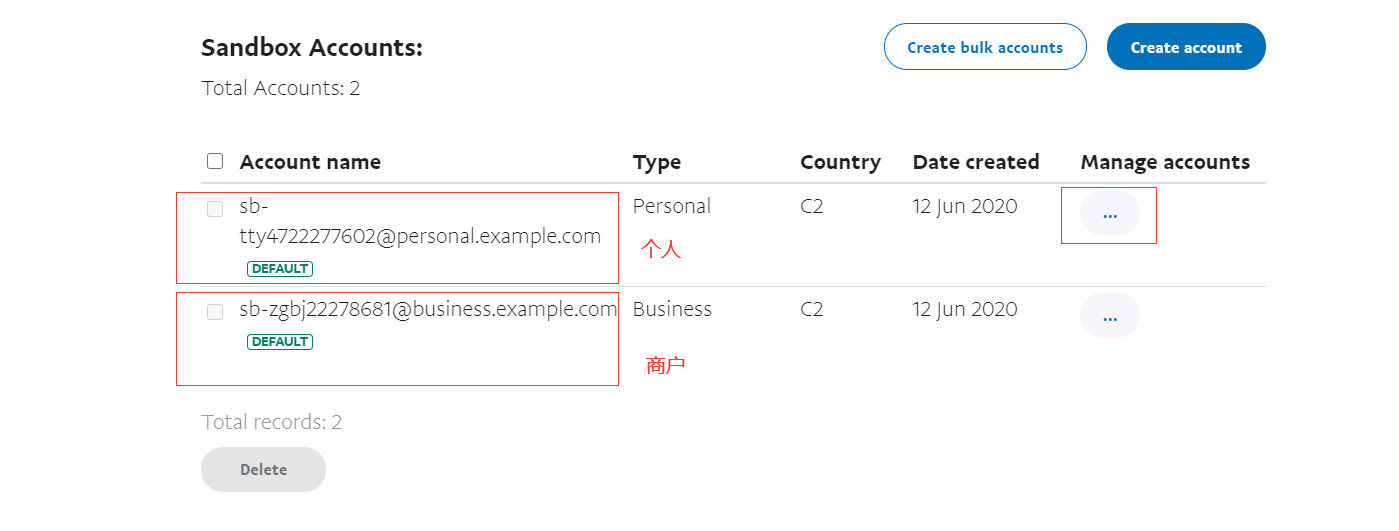 Sandbox Accounts:
Create bulk accounts
Create account
Total Accounts: 2
Account name Type Country Date created Manage accounts
sb-
tty4722277602@personal.example.com
DEFAULT
Personal
个人
C2
12 Jun 2020
...
sb-zgbj22278681@business.example.com
DEFAULT
Business
商户
C2
12 Jun 2020
...
Total records: 2
Delete